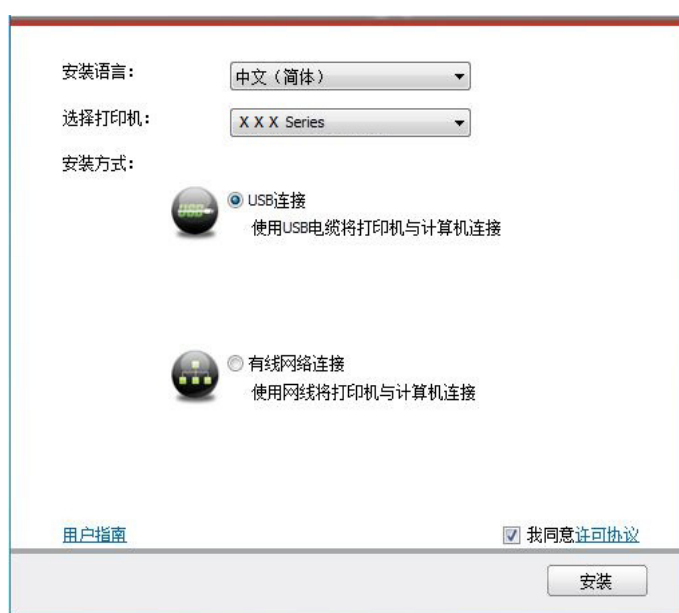 安装语言： 中文（简体）
选择打印机： X X X Series
安装方式：
USB USB连接
使用USB电缆将打印机与计算机连接
有线网络连接
使用网线将打印机与计算机连接
用户指南 我同意许可协议
安装